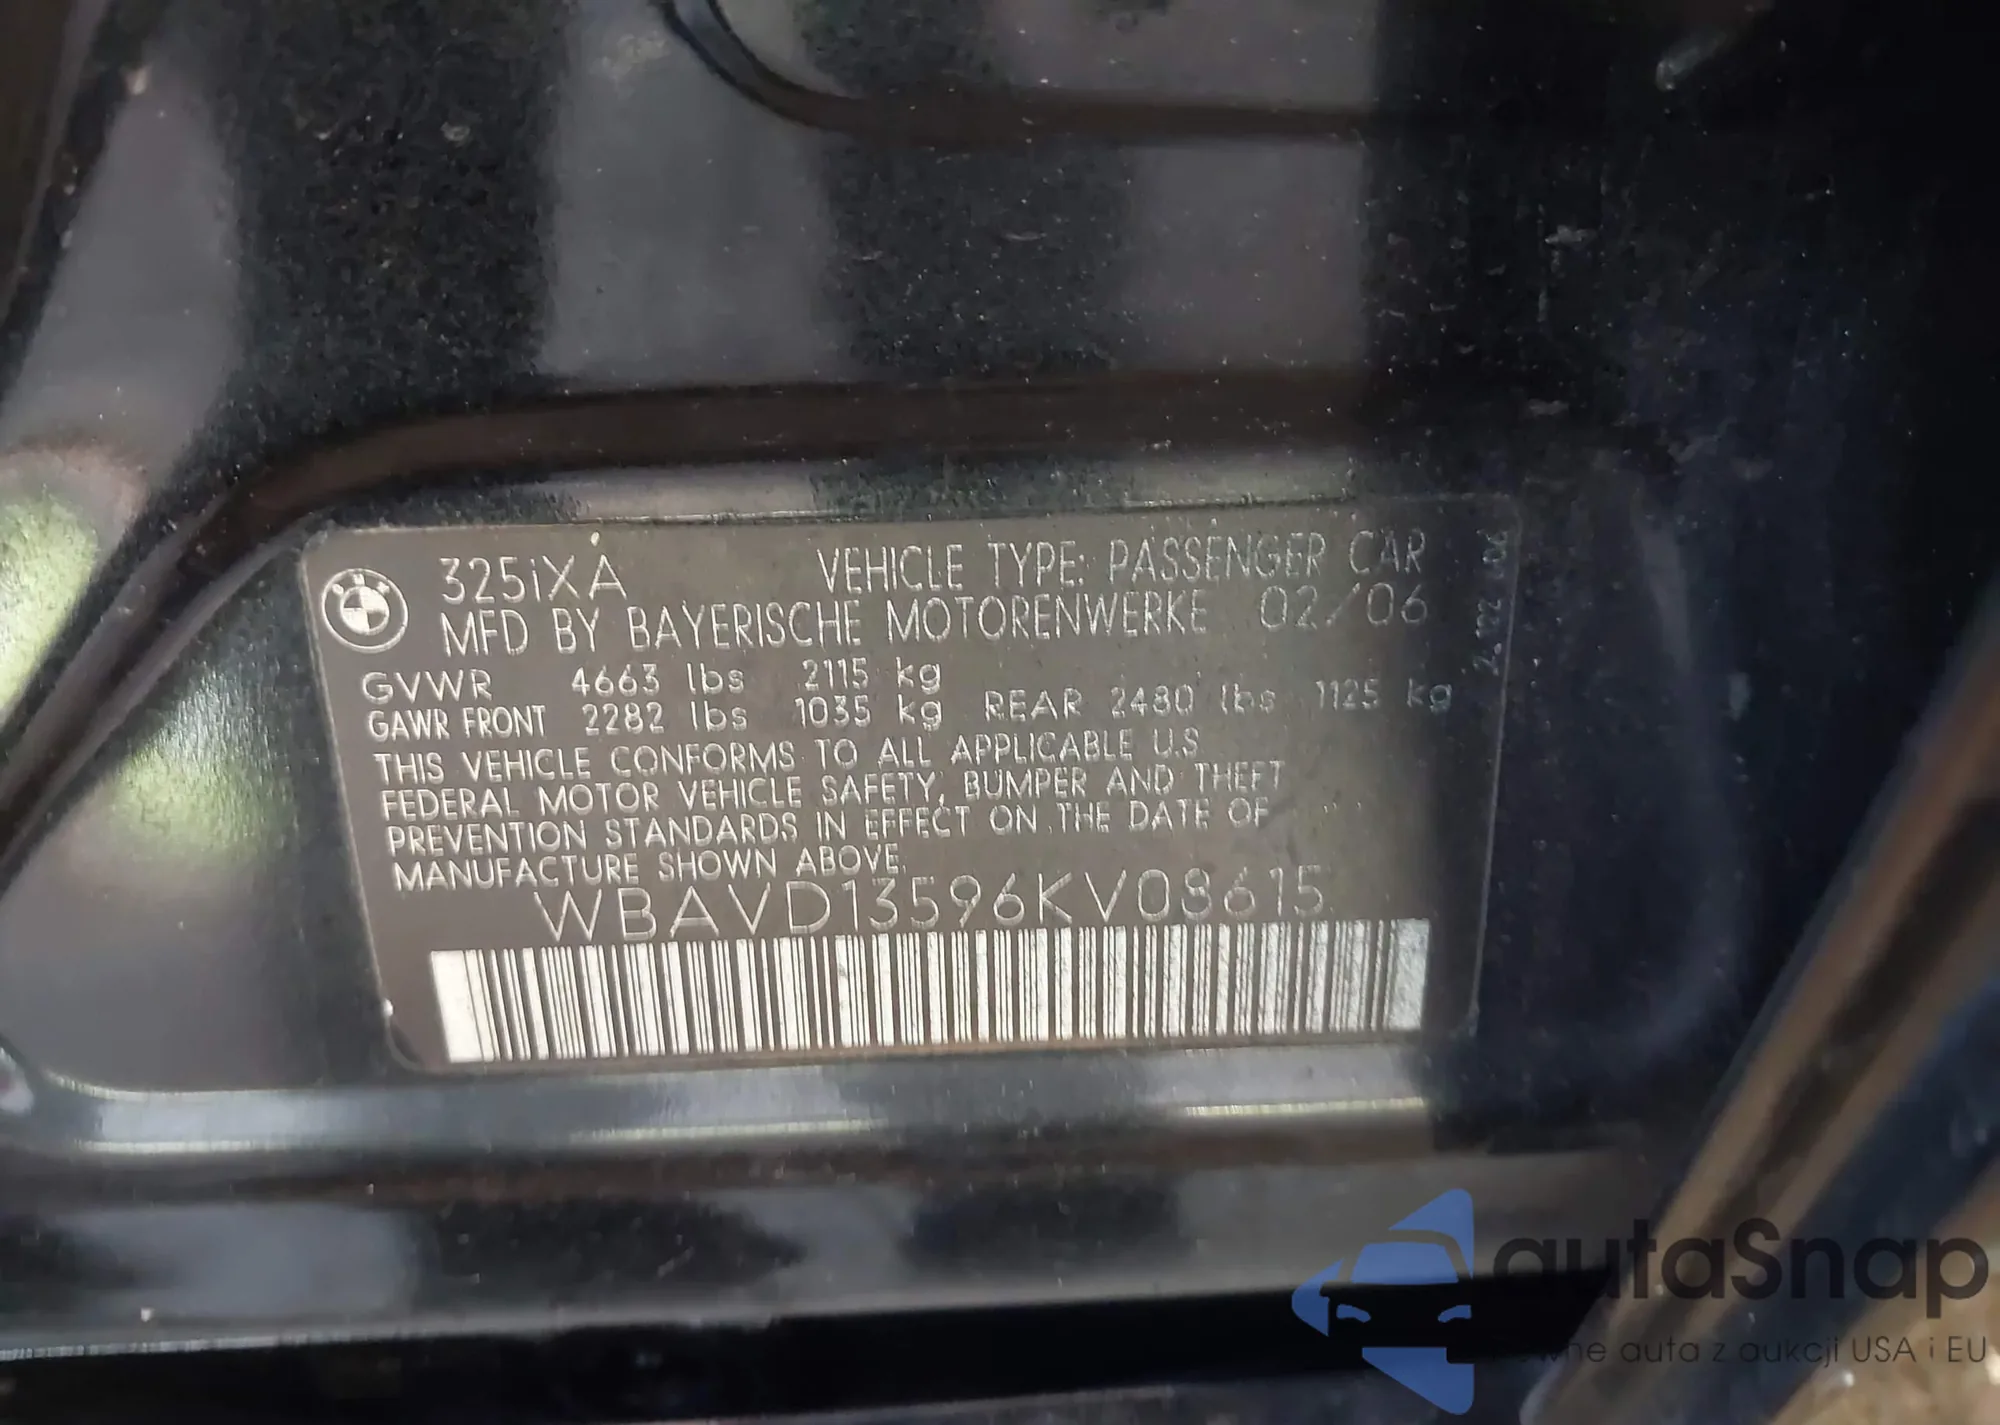 325iXA VEHICLE TYPE: PASSENGER CAR
MFD BY BAYERISCHE MOTORENWERKE 02/06
GVWR 4663 lbs 2115 kg
GAWR FRONT 2282 lbs 1035 kg REAR 2480 lbs 1125 kg
THIS VEHICLE CONFORMS TO ALL APPLICABLE U.S
FEDERAL MOTOR VEHICLE SAFETY, BUMPER AND THEFT
PREVENTION STANDARDS IN EFFECT ON THE DATE OF
MANUFACTURE SHOWN ABOVE.
WBAVD13596KV08615
autaSnap
auta z aukcji USA i EU